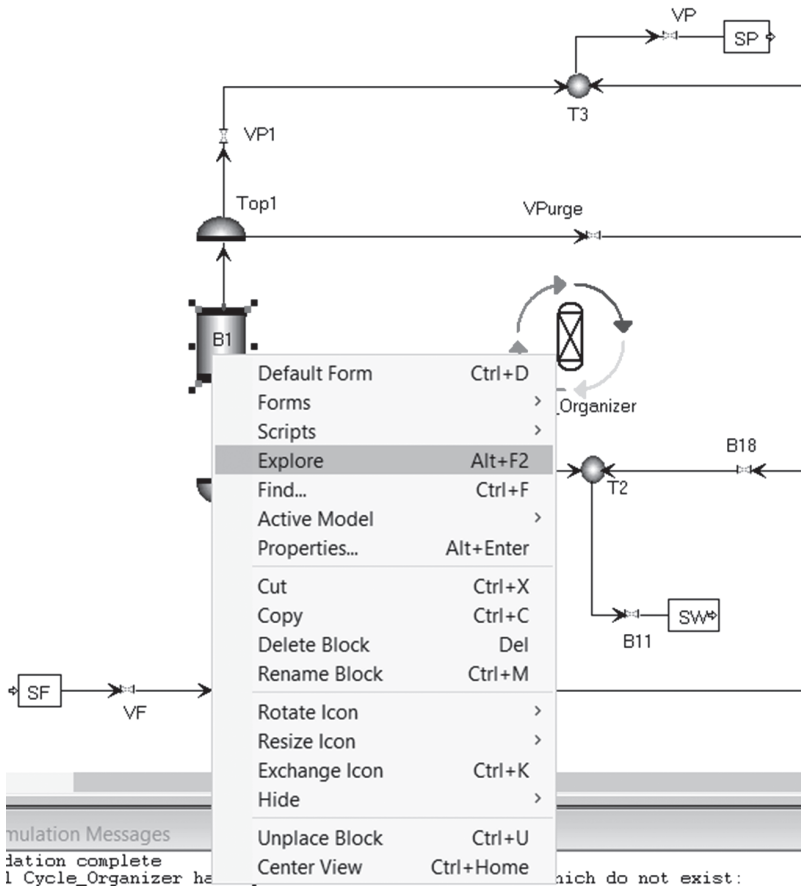 VP
SP
T3
VP1
Top1
VPurge
B1
Default Form Ctrl+D
Forms
_Organizer
Scripts
Explore Alt+F2
B18
T2
Find... Ctrl+F
Active Model
Properties... Alt+Enter
Cut Ctrl+X
Copy Ctrl+C
SW
B11
Delete Block Del
Rename Block Ctrl+M
SF
VF
Rotate Icon
Resize Icon
Exchange Icon Ctrl+K
Hide
mulation Messages
Unplace Block Ctrl+U
dation complete
Center View Ctrl+Home
l Cycle_Organizer ha hich do not exist: